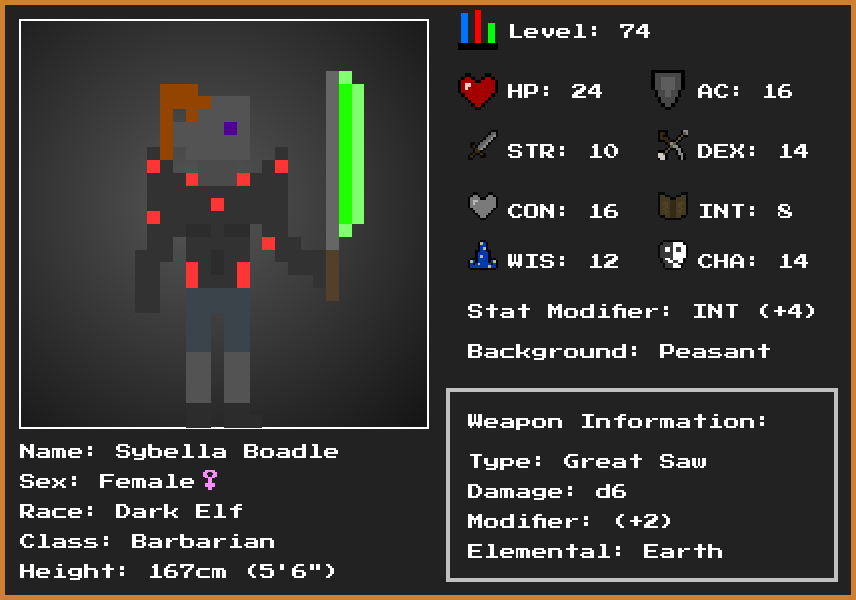 Level: 74
HP: 24 AC: 16
STR: 10 DEX: 14
CON: 16 INT: 8
WIS: 12 CHA: 14
Stat Modifier: INT (+4)
Background: Peasant
Weapon Information:
Type: Great Saw
Damage: d6
Modifier: (+2)
Elemental: Earth
Name: Sybella Boadle
Sex: Female♀
Race: Dark Elf
Class: Barbarian
Height: 167cm (5'6")